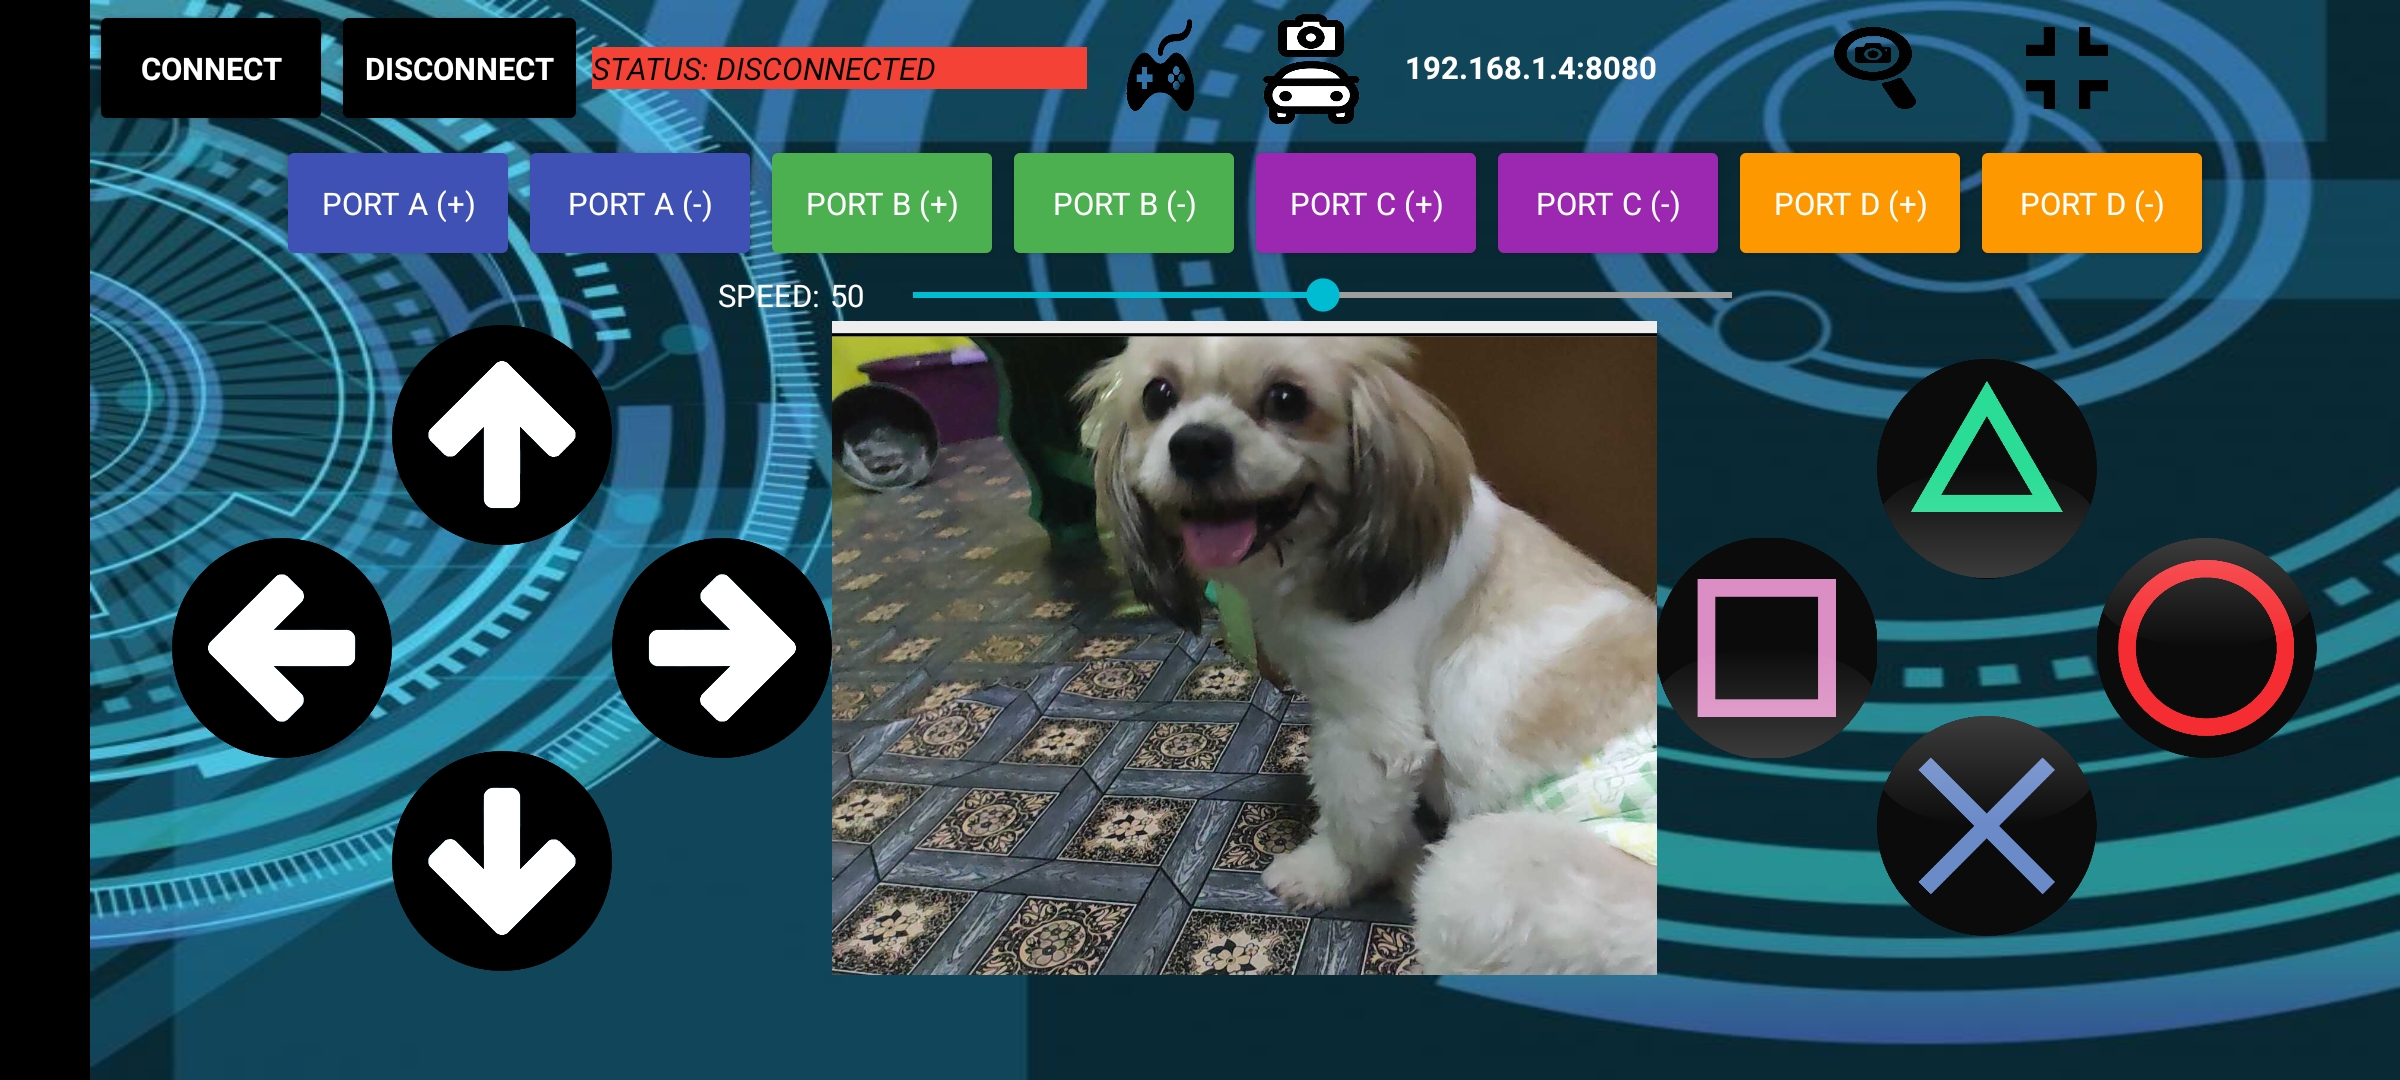 CONNECT DISCONNECT STATUS: DISCONNECTED 192.168.1.4:8080
PORT A (+) PORT A (-) PORT B (+) PORT B (-) PORT C (+) PORT C (-) PORT D (+) PORT D (-)
SPEED: 50